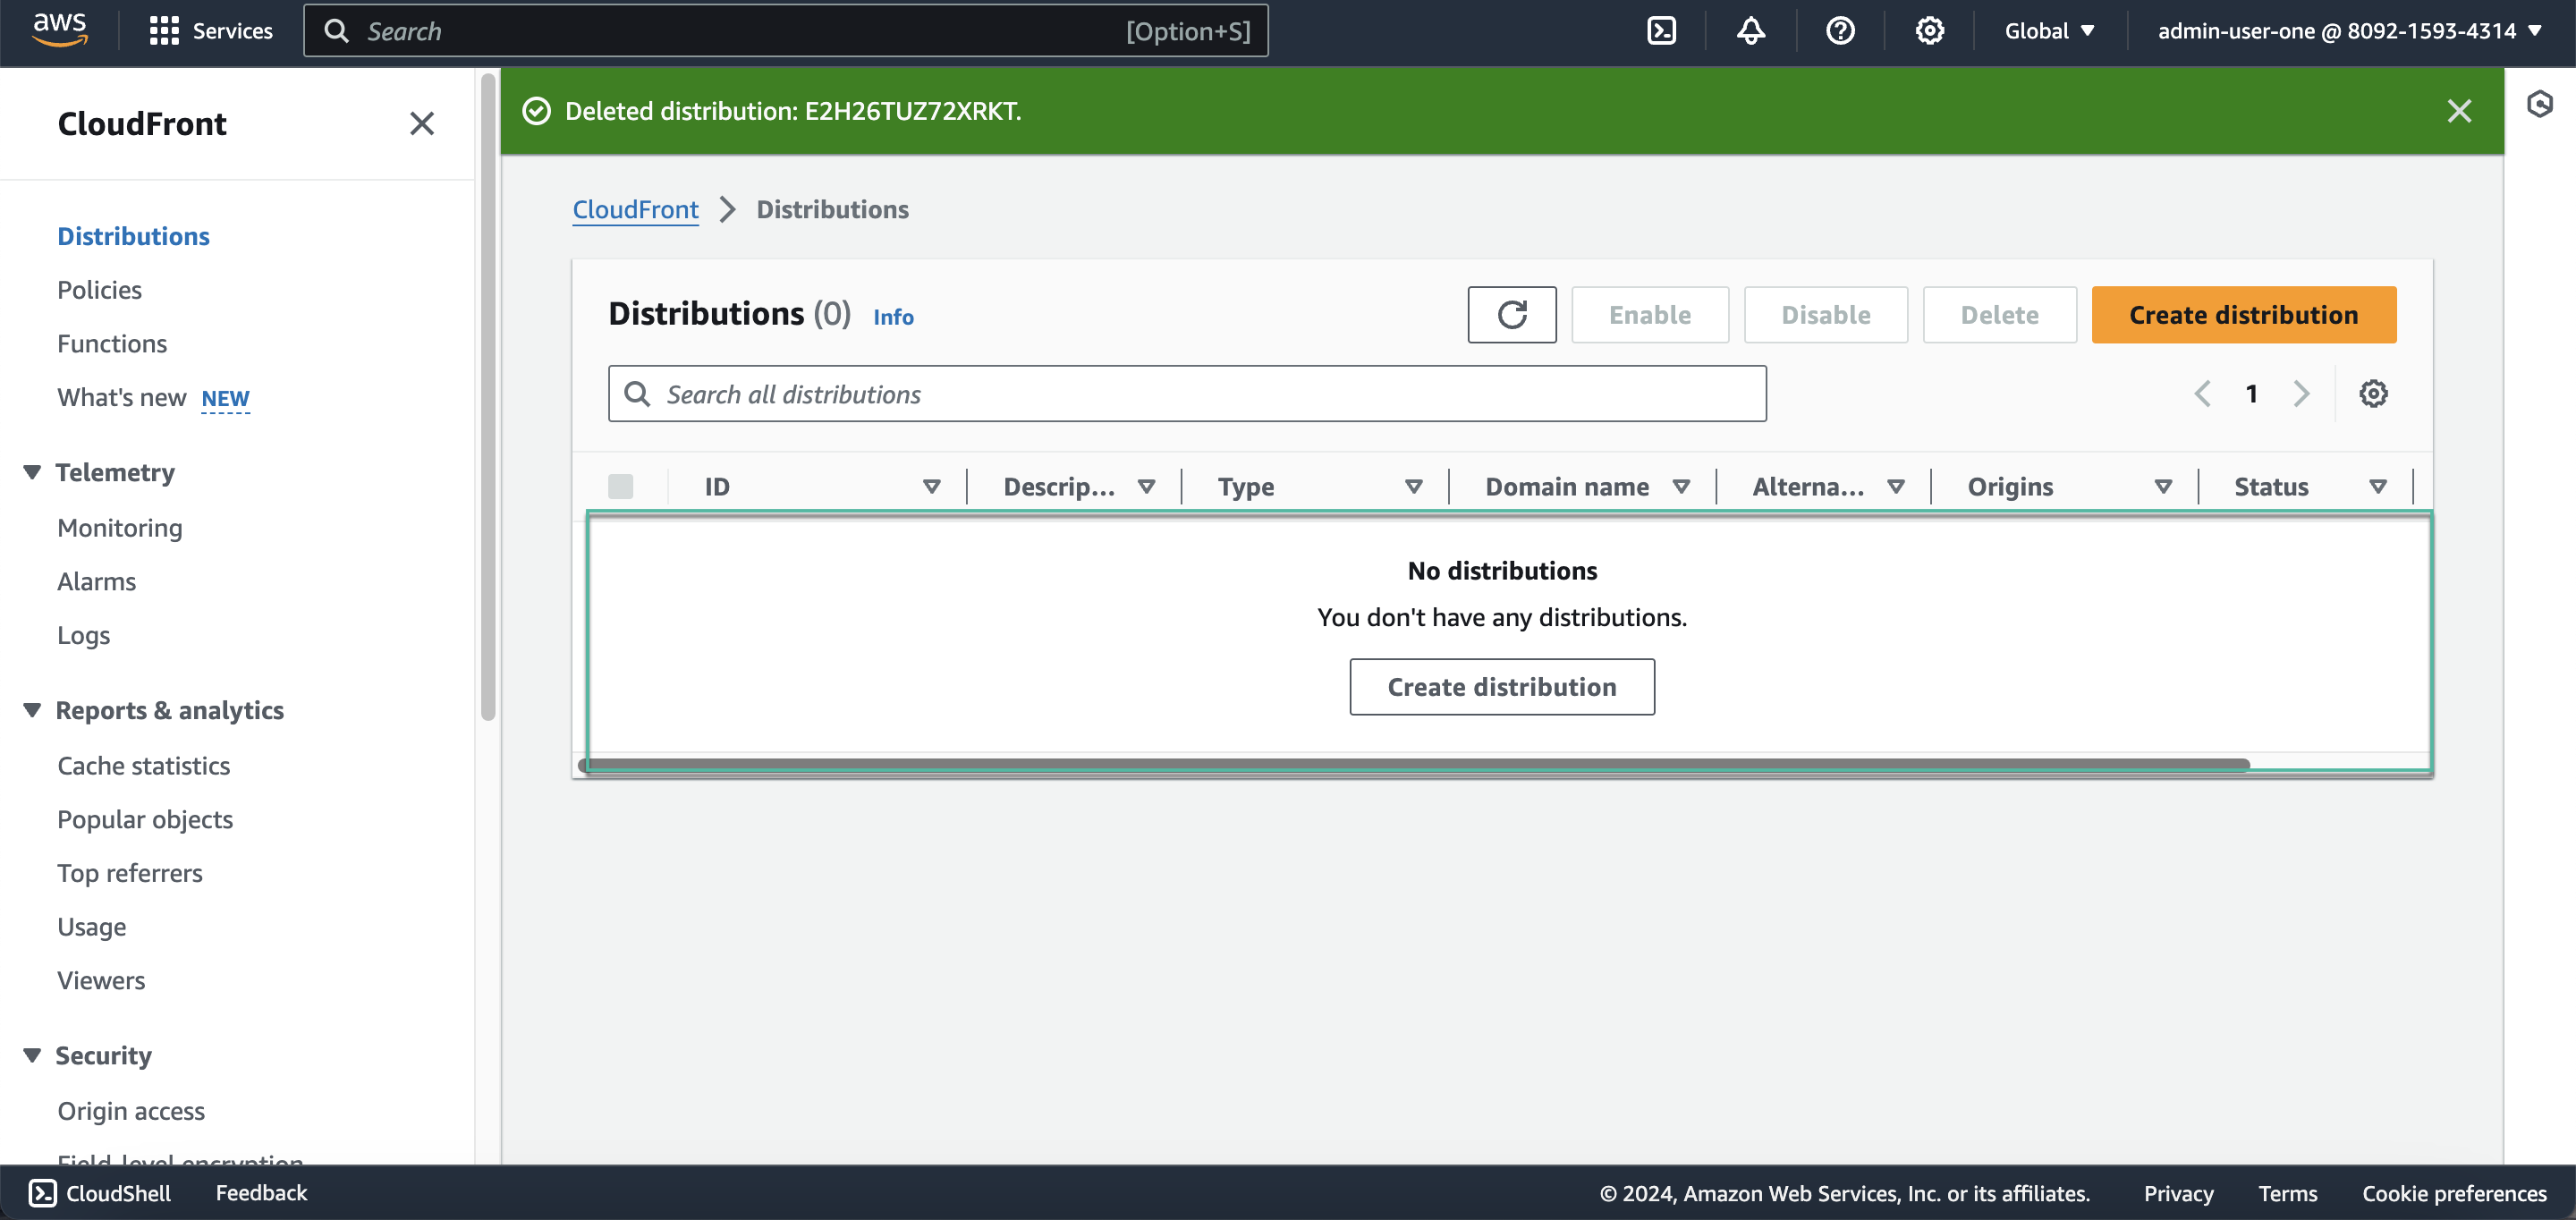 aws
Services
Search
[Option+S]
Global
admin-user-one @ 8092-1593-4314
CloudFront
Distributions
Policies
Functions
What's new NEW
Telemetry
Monitoring
Alarms
Logs
Reports & analytics
Cache statistics
Popular objects
Top referrers
Usage
Viewers
Security
Origin access
Field-level encryption
Deleted distribution: E2H26TUZ72XRKT.
CloudFront
Distributions
Distributions (0) Info
Enable
Disable
Delete
Create distribution
Search all distributions
1
ID
Descrip...
Type
Domain name
Alterna...
Origins
Status
No distributions
You don't have any distributions.
Create distribution
CloudShell
Feedback
© 2024, Amazon Web Services, Inc. or its affiliates.
Privacy
Terms
Cookie preferences